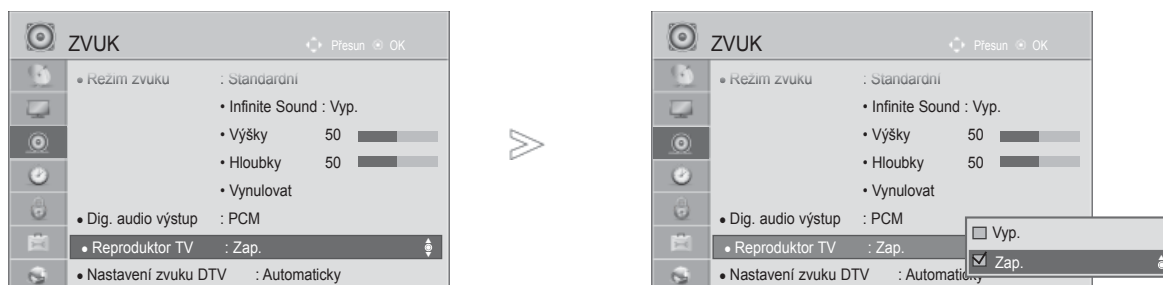 ZVUK
Přesun OK
Režim zvuku : Standardní
• Infinite Sound : Vyp.
• Výšky 50
• Hloubky 50
• Vynulovat
● Dig. audio výstup : PCM
● Reproduktor TV : Zap.
● Nastavení zvuku DTV : Automaticky
ZVUK
Přesun OK
● Režim zvuku : Standardní
• Infinite Sound : Vyp.
• Výšky 50
• Hloubky 50
• Vynulovat
● Dig. audio výstup : PCM
● Reproduktor TV : Zap.
● Nastavení zvuku DTV : Automaticky
Vyp.
Zap.